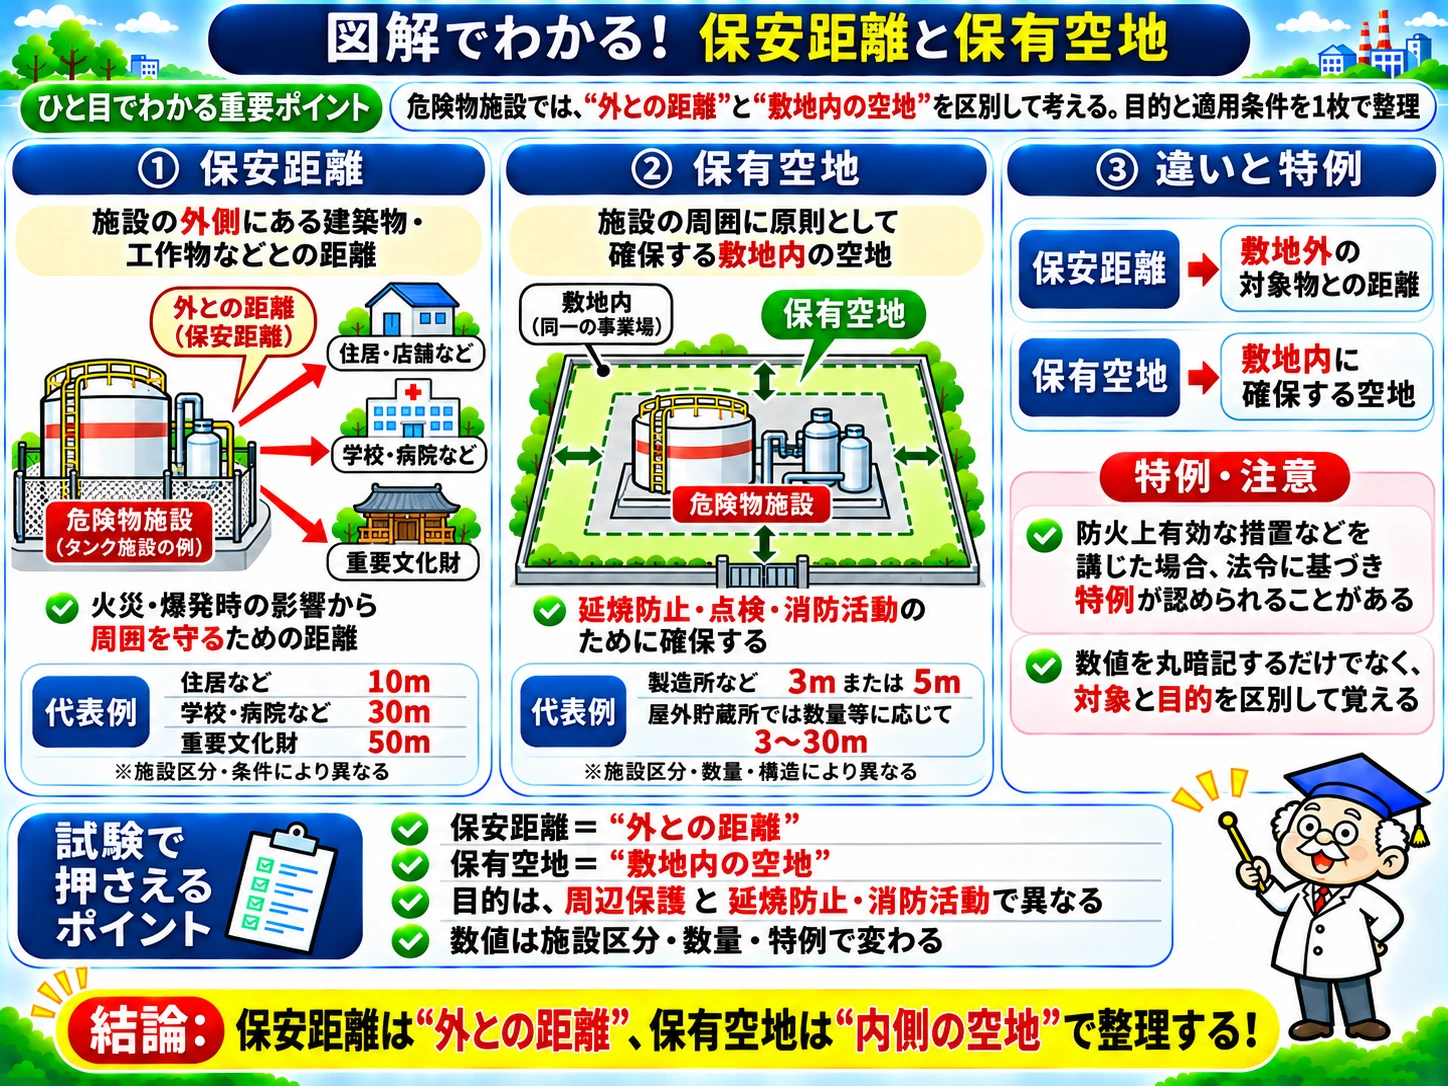 図解でわかる！ 保安距離と保有空地
ひと目でわかる重要ポイント
危険物施設では、“外との距離”と“敷地内の空地”を区別して考える。目的と適用条件を1枚で整理
① 保安距離
施設の外側にある建築物・
工作物などとの距離
外との距離
（保安距離）
住居・店舗など
学校・病院など
重要文化財
危険物施設
（タンク施設の例）
火災・爆発時の影響から
周囲を守るための距離
代表例
住居など 10m
学校・病院など 30m
重要文化財 50m
※施設区分・条件により異なる
② 保有空地
施設の周囲に原則として
確保する敷地内の空地
敷地内
（同一の事業場）
保有空地
危険物施設
延焼防止・点検・消防活動の
ために確保する
代表例
製造所など 3m または 5m
屋外貯蔵所では数量等に応じて
3～30m
※施設区分・数量・構造により異なる
③ 違いと特例
保安距離
敷地外の
対象物との距離
保有空地
敷地内に
確保する空地
特例・注意
防火上有効な措置などを
講じた場合、法令に基づき
特例が認められることがある
数値を丸暗記するだけでなく、
対象と目的を区別して覚える
試験で
押さえる
ポイント
保安距離＝“外との距離”
保有空地＝“敷地内の空地”
目的は、周辺保護と延焼防止・消防活動で異なる
数値は施設区分・数量・特例で変わる
結論：保安距離は“外との距離”、保有空地は“内側の空地”で整理する！